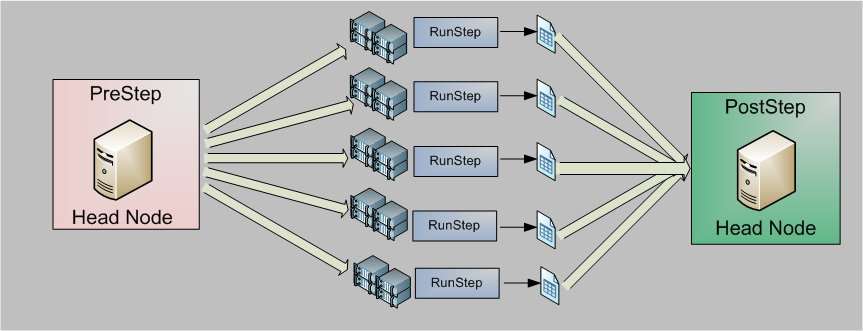 PreStep
Head Node
RunStep
RunStep
RunStep
RunStep
RunStep
PostStep
Head Node